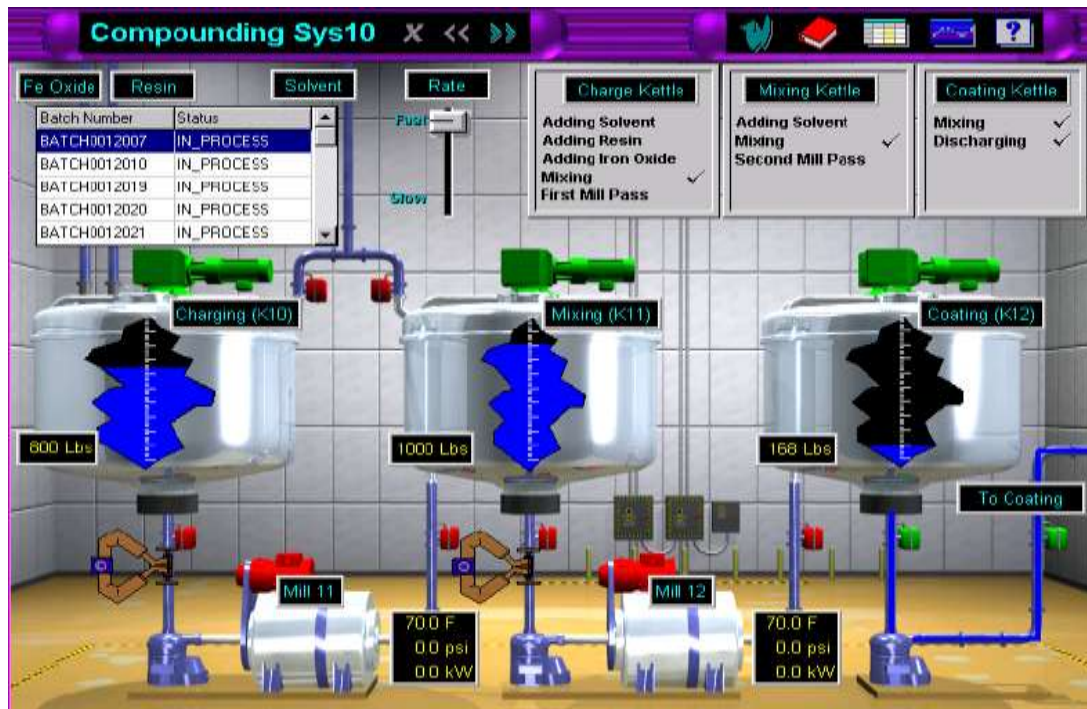 Compounding Sys10
X << >>
?
Fe Oxide
Resin
Solvent
Rate
Fast
Slow
Batch Number Status
BATCH0012007 IN_PROCESS
BATCH0012010 IN_PROCESS
BATCH0012019 IN_PROCESS
BATCH0012020 IN_PROCESS
BATCH0012021 IN_PROCESS
Charge Kettle
Adding Solvent
Adding Resin
Adding Iron Oxide
Mixing ✓
First Mill Pass
Mixing Kettle
Adding Solvent
Mixing ✓
Second Mill Pass
Coating Kettle
Mixing ✓
Discharging ✓
Charging (K10)
Mixing (K11)
Coating (K12)
800 Lbs
1000 Lbs
168 Lbs
To Coating
Mill 11
70.0 F
0.0 psi
0.0 kW
Mill 12
70.0 F
0.0 psi
0.0 kW